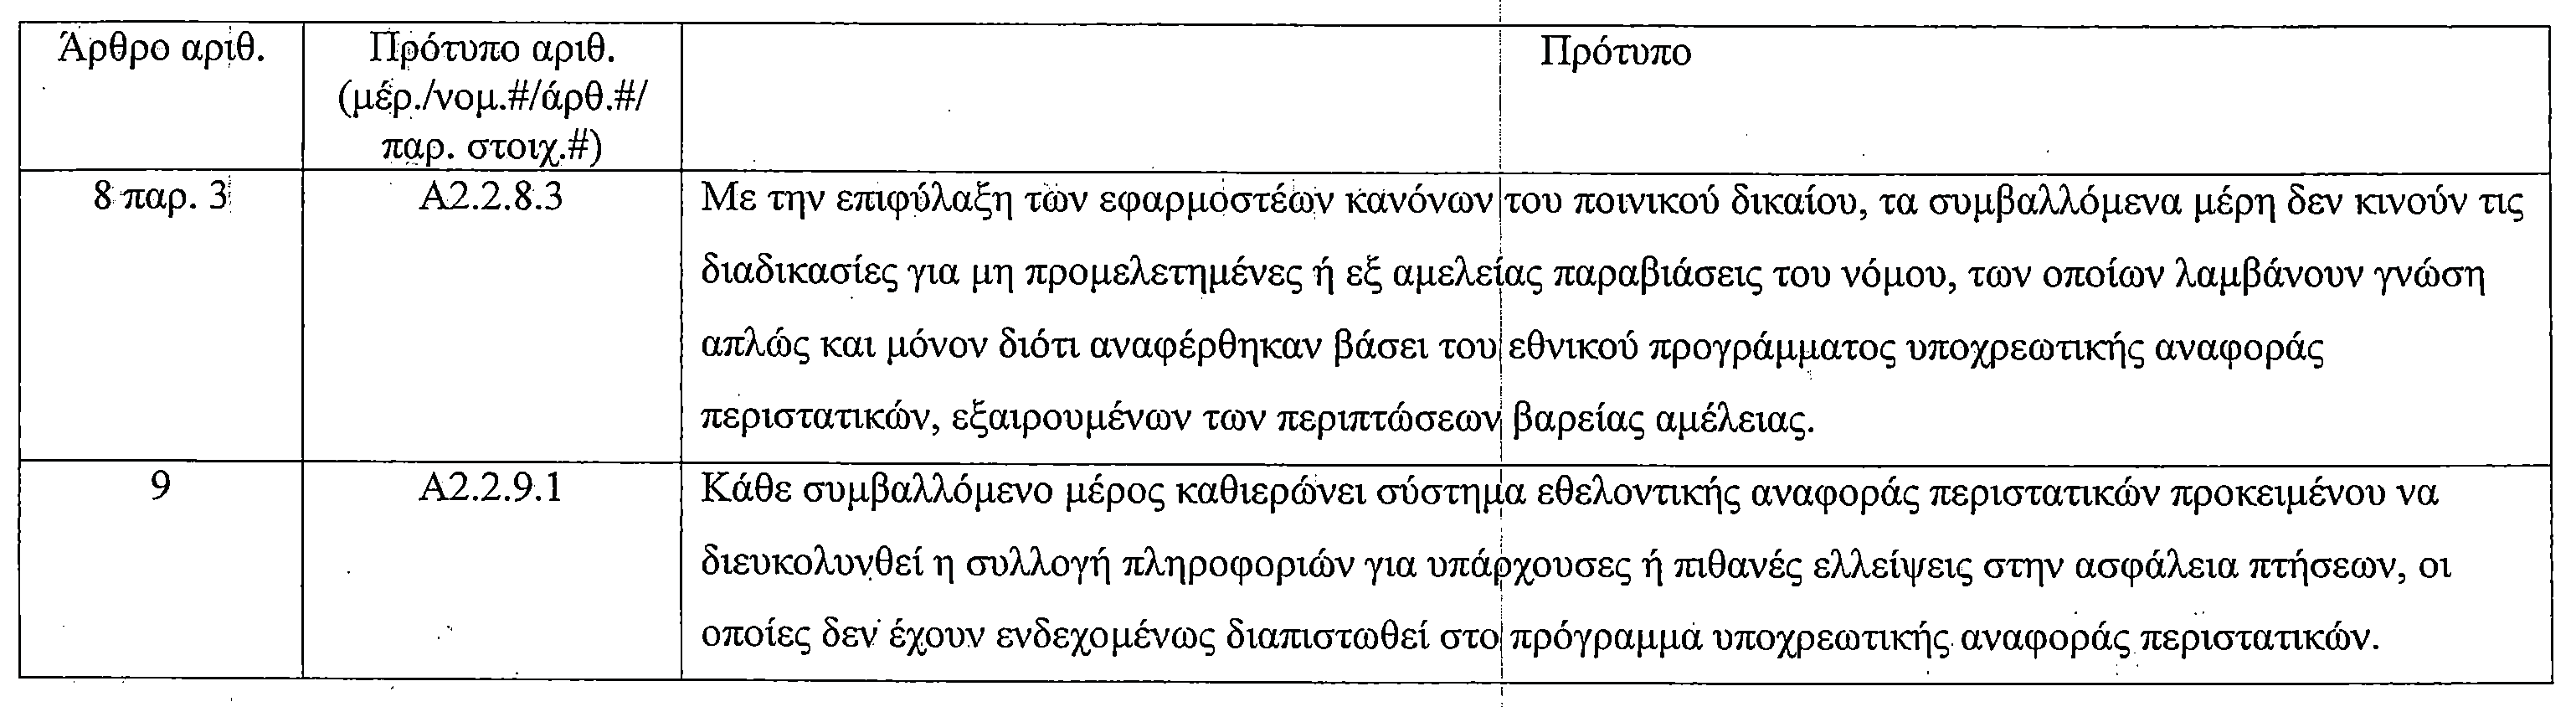 Άρθρο αριθ.
Πρότυπο αριθ.
(μέρ./νομ.#/άρθ.#/
παρ. στοιχ.#)
Πρότυπο
8 παρ. 3
Α2.2.8.3
Με την επιφύλαξη των εφαρμοστέων κανόνων του ποινικού δικαίου, τα συμβαλλόμενα μέρη δεν κινούν τις
διαδικασίες για μη προμελετημένες ή εξ αμελείας παραβιάσεις του νόμου, των οποίων λαμβάνουν γνώση
απλώς και μόνον διότι αναφέρθηκαν βάσει του εθνικού προγράμματος υποχρεωτικής αναφοράς
περιστατικών, εξαιρουμένων των περιπτώσεων βαρείας αμέλειας.
9
Α2.2.9.1
Κάθε συμβαλλόμενο μέρος καθιερώνει σύστημα εθελοντικής αναφοράς περιστατικών προκειμένου να
διευκολυνθεί η συλλογή πληροφοριών για υπάρχουσες ή πιθανές ελλείψεις στην ασφάλεια πτήσεων, οι
οποίες δεν έχουν ενδεχομένως διαπιστωθεί στο πρόγραμμα υποχρεωτικής αναφοράς περιστατικών.